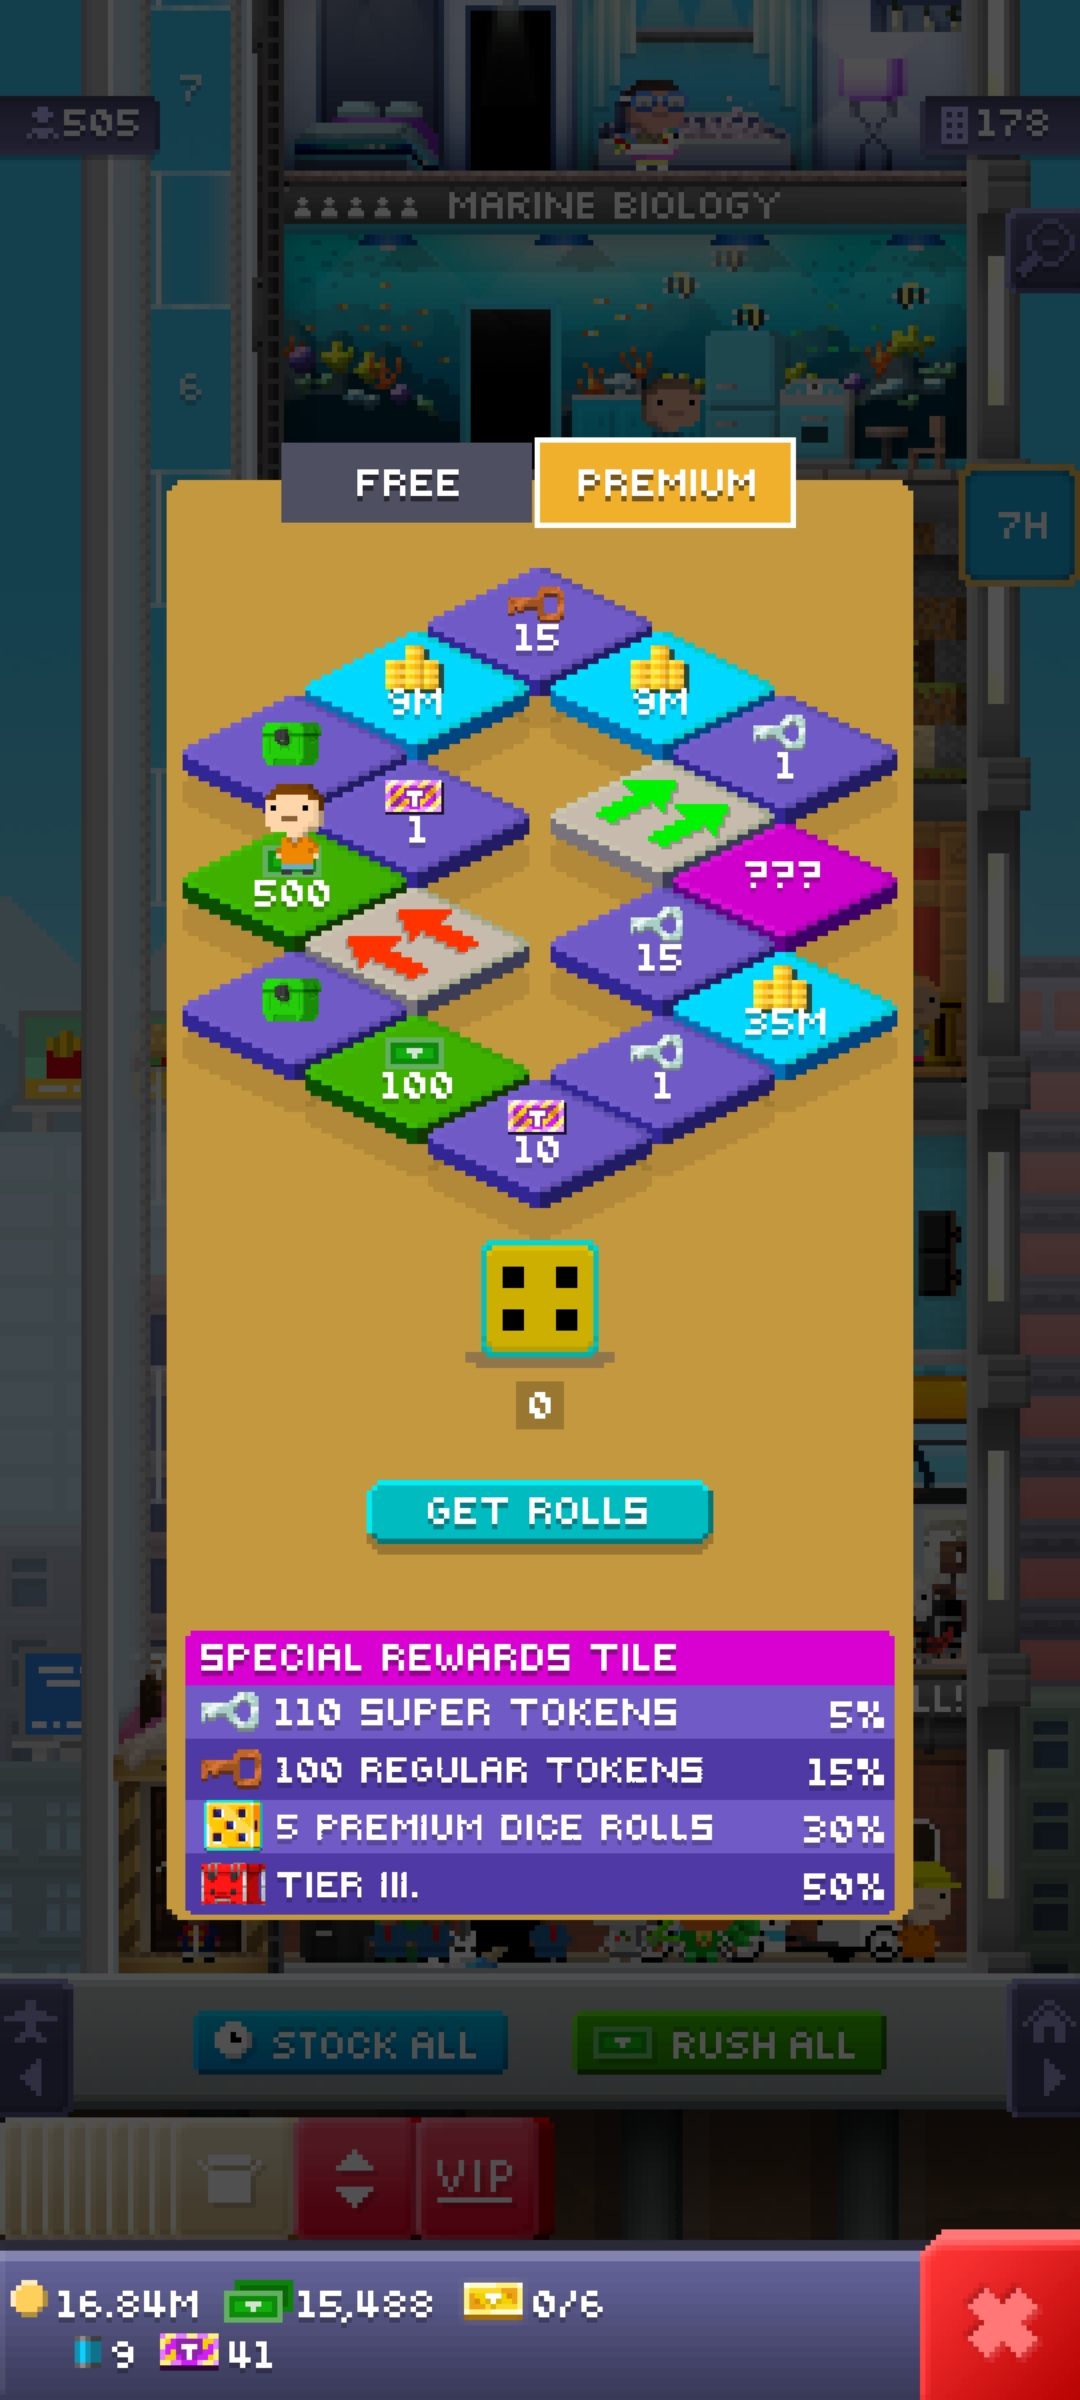 7
505
178
MARINE BIOLOGY
6
FREE
PREMIUM
7H
15
9M
9M
1
1
???
500
15
35M
100
1
10
0
GET ROLLS
SPECIAL REWARDS TILE
110 SUPER TOKENS 5%
100 REGULAR TOKENS 15%
5 PREMIUM DICE ROLLS 30%
TIER III. 50%
LL!
STOCK ALL
RUSH ALL
VIP
16.84M 15,488 0/6
9 41